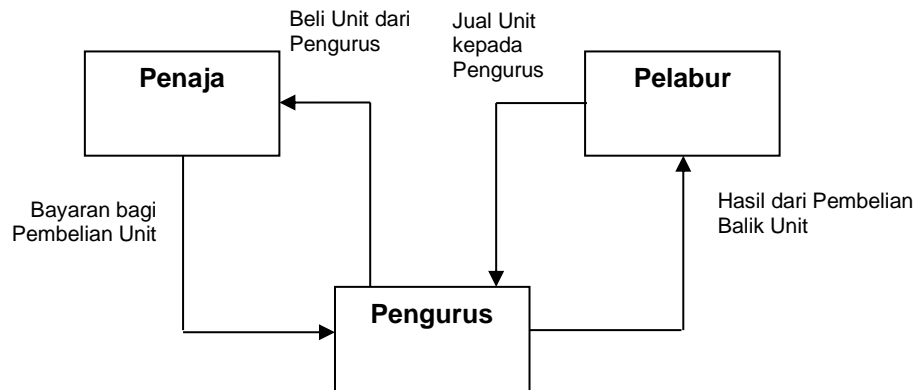 Beli Unit dari
Pengurus
Jual Unit
kepada
Pengurus
Penaja
Pelabur
Bayaran bagi
Pembelian Unit
Hasil dari Pembelian
Balik Unit
Pengurus